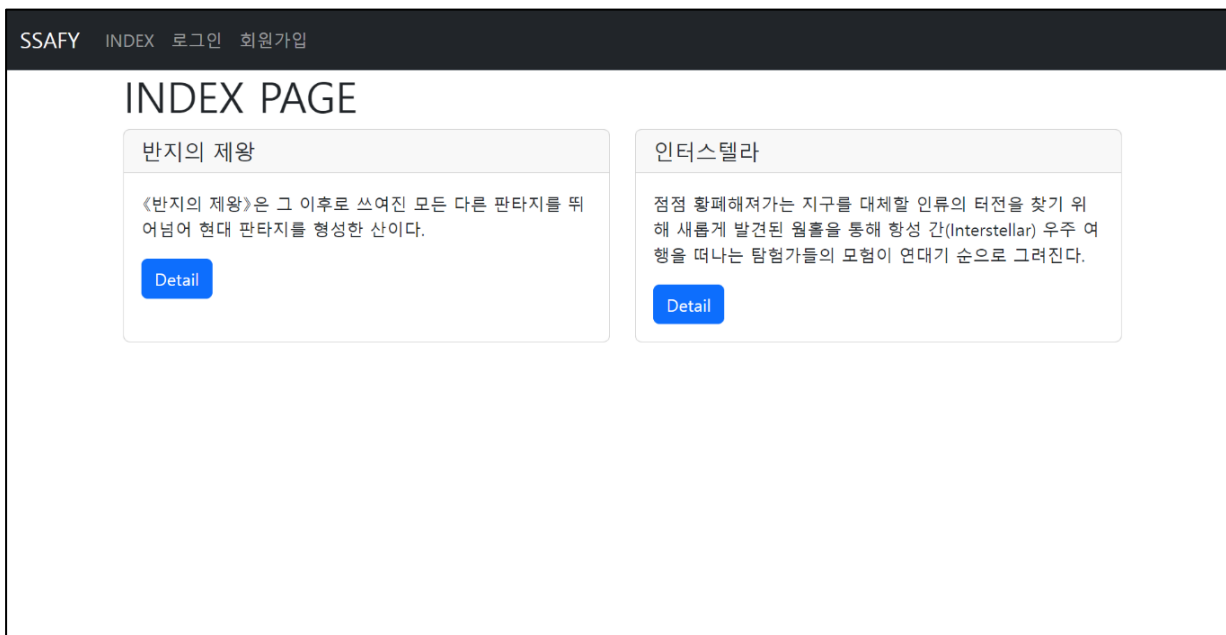 SSAFY INDEX 로그인 회원가입
INDEX PAGE
반지의 제왕
《반지의 제왕》은 그 이후로 쓰여진 모든 다른 판타지를 뛰
어넘어 현대 판타지를 형성한 산이다.
Detail
인터스텔라
점점 황폐해져가는 지구를 대체할 인류의 터전을 찾기 위
해 새롭게 발견된 웜홀을 통해 항성 간(Interstellar) 우주 여
행을 떠나는 탐험가들의 모험이 연대기 순으로 그려진다.
Detail